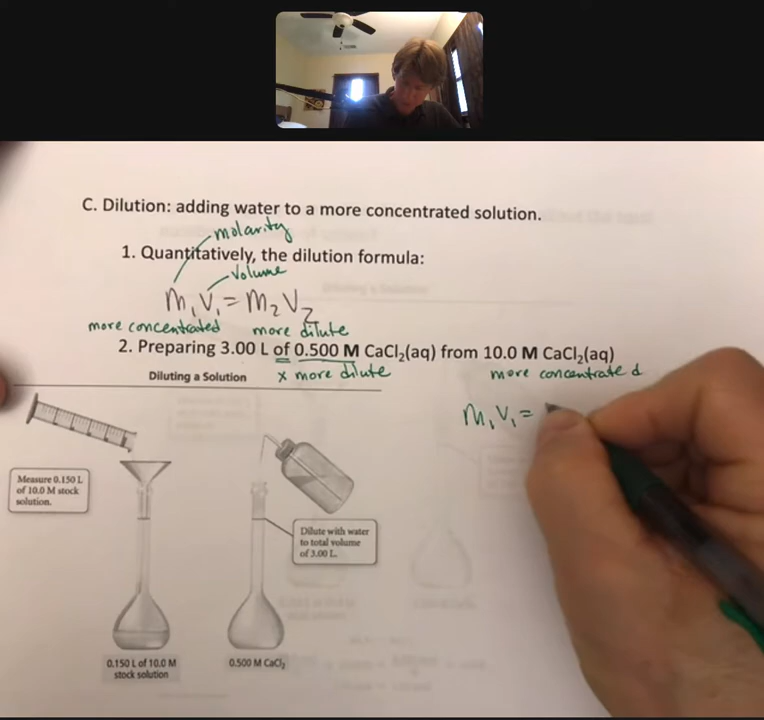 C. Dilution: adding water to a more concentrated solution.
molarity
1. Quantitatively, the dilution formula:
Volume
M₁V₁ = M₂V₂
more concentrated more dilute
2. Preparing 3.00 L of 0.500 M CaCl₂(aq) from 10.0 M CaCl₂(aq)
Diluting a Solution x more dilute more concentrated
M₁V₁ =
Measure 0.150 L
of 10.0 M stock
solution.
Dilute with water
to total volume
of 3.00 L.
0.150 L of 10.0 M
stock solution
0.500 M CaCl₂